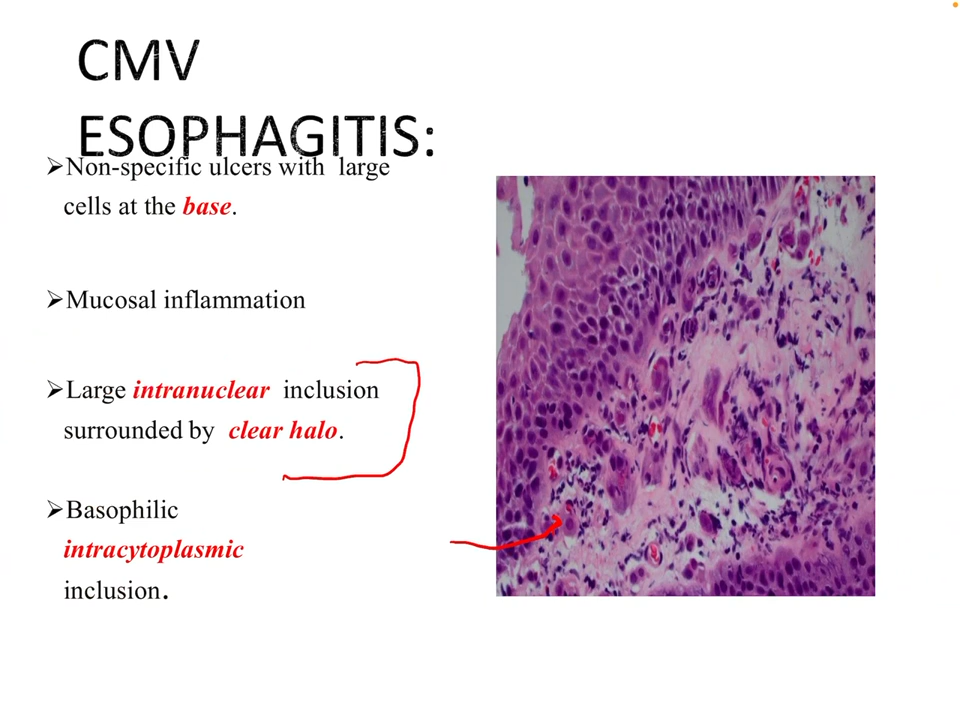 CMV
ESOPHAGITIS:
➢Non-specific ulcers with large
cells at the base.
➢Mucosal inflammation
➢Large intranuclear inclusion
surrounded by clear halo.
➢Basophilic
intracytoplasmic
inclusion.